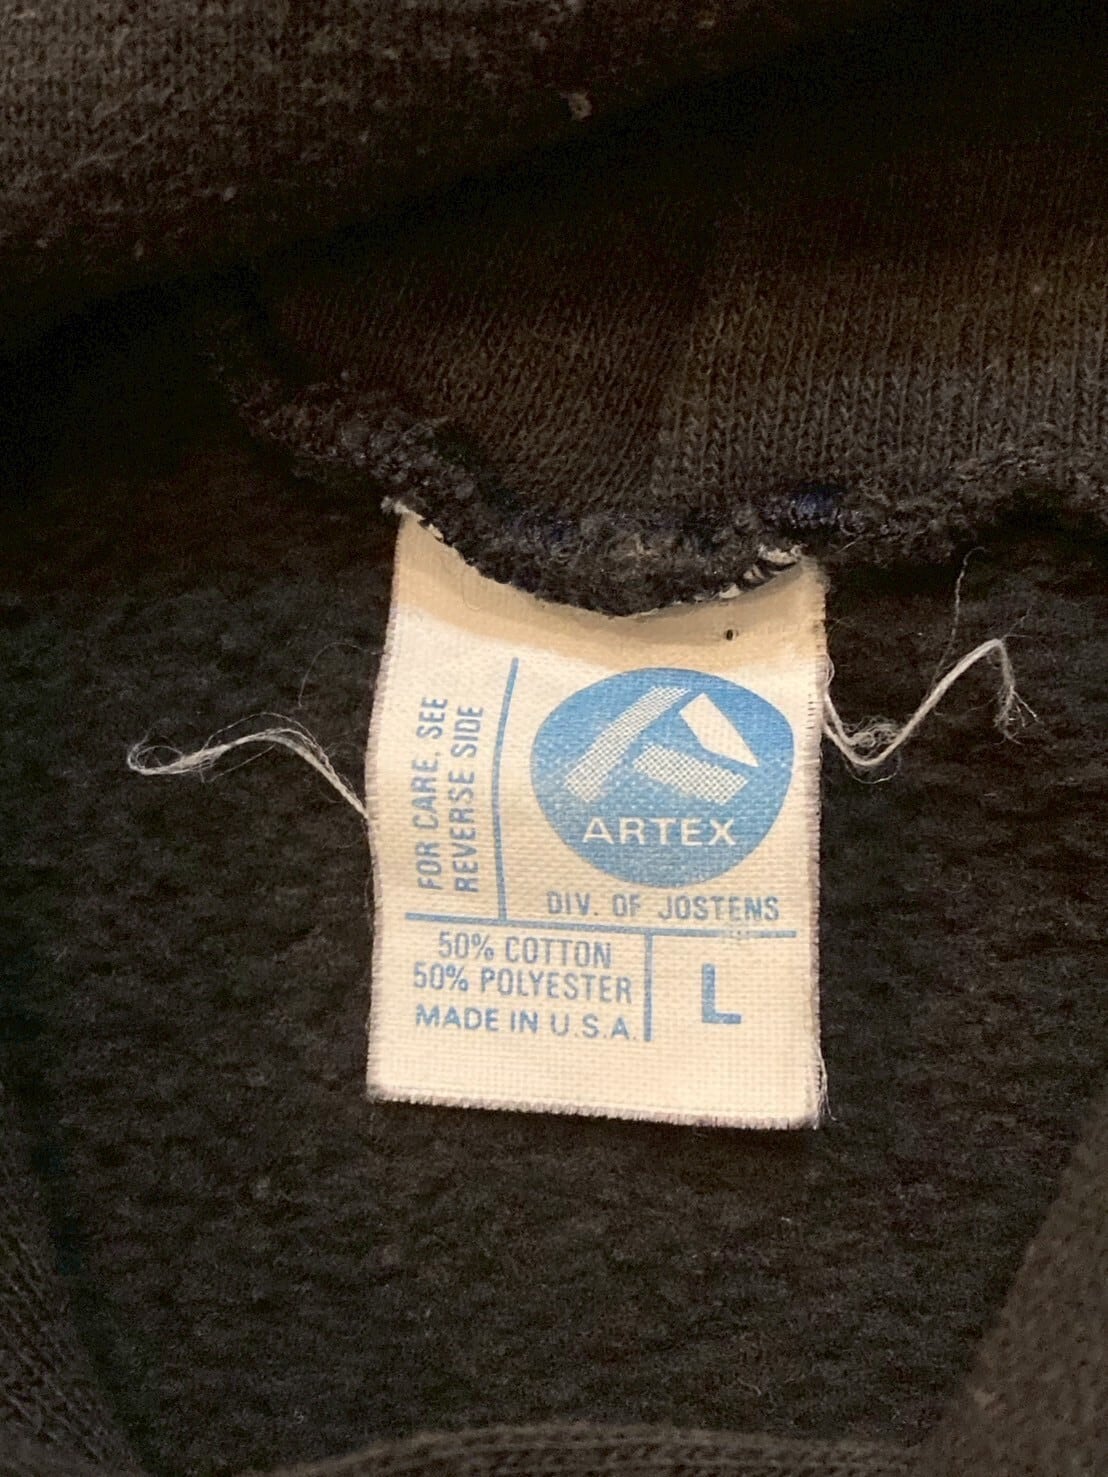 FOR CARE, SEE
REVERSE SIDE
ARTEX
DIV. OF JOSTENS
50% COTTON
50% POLYESTER
MADE IN U.S.A.
L